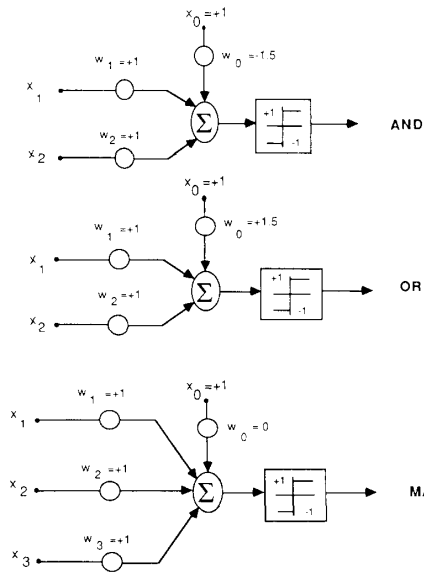 x0=+1
w1=+1
w0=-1.5
x1
Σ
+1
-1
AND
w2=+1
x2
x0=+1
w1=+1
w0=+1.5
x1
Σ
+1
-1
OR
w2=+1
x2
x0=+1
w1=+1
w0=0
x1
w2=+1
x2
Σ
+1
-1
MA
w3=+1
x3